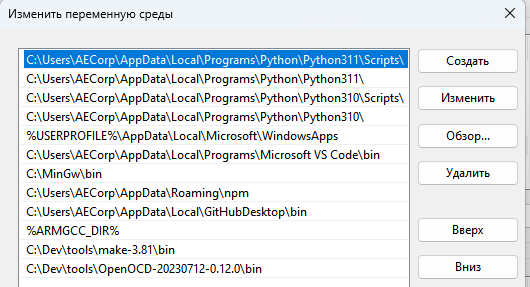 Изменить переменную среды
C:\Users\AECorp\AppData\Local\Programs\Python\Python311\Scripts\
Создать
C:\Users\AECorp\AppData\Local\Programs\Python\Python311\
C:\Users\AECorp\AppData\Local\Programs\Python\Python310\Scripts\
Изменить
C:\Users\AECorp\AppData\Local\Programs\Python\Python310\
%USERPROFILE%\AppData\Local\Microsoft\WindowsApps
Обзор...
C:\Users\AECorp\AppData\Local\Programs\Microsoft VS Code\bin
C:\MinGw\bin
Удалить
C:\Users\AECorp\AppData\Roaming\npm
C:\Users\AECorp\AppData\Local\GitHubDesktop\bin
%ARMGCC_DIR%
Вверх
C:\Dev\tools\make-3.81\bin
C:\Dev\tools\OpenOCD-20230712-0.12.0\bin
Вниз